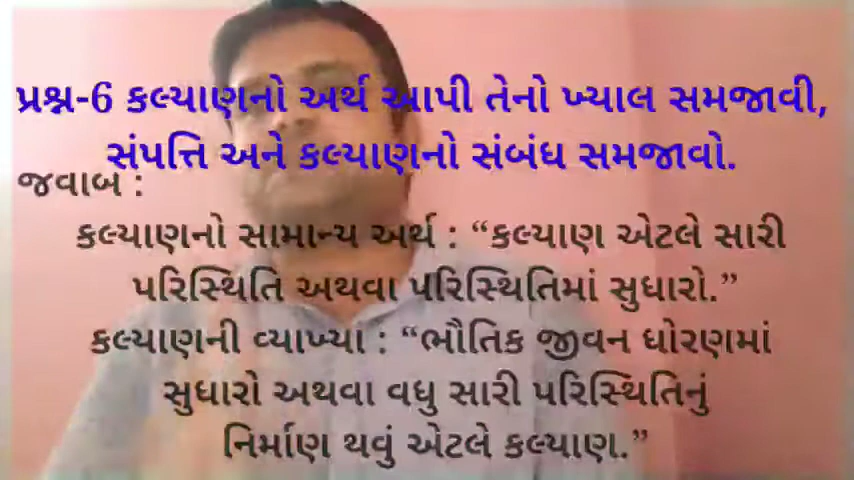 પ્રશ્ન-6 કલ્યાણનો અર્થ આપી તેનો ખ્યાલ સમજાવી,
સંપત્તિ અને કલ્યાણનો સંબંધ સમજાવો.
જવાબ :
કલ્યાણનો સામાન્ય અર્થ : “કલ્યાણ એટલે સારી
પરિસ્થિતિ અથવા પરિસ્થિતિમાં સુધારો.”
કલ્યાણની વ્યાખ્યા : “ભૌતિક જીવન ધોરણમાં
સુધારો અથવા વધુ સારી પરિસ્થિતિનું
નિર્માણ થવું એટલે કલ્યાણ.”